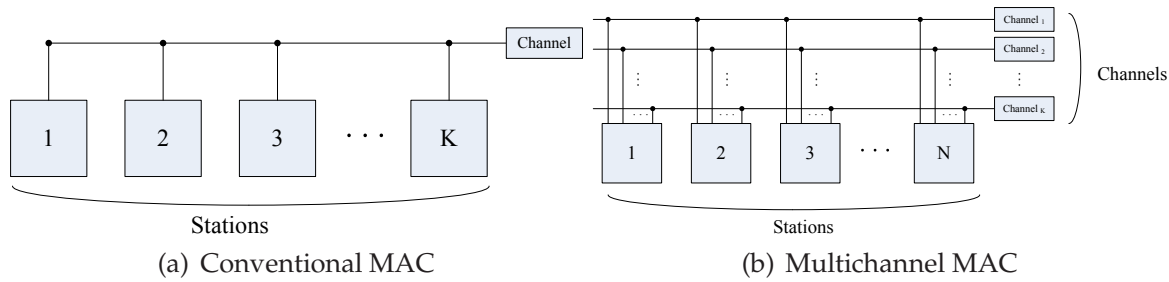 Channel
1 2 3 · · · K
Stations
(a) Conventional MAC
Channel 1
Channel 2
⋮ ⋮ ⋮ ⋮
Channel K
Channels
··· ··· ··· ···
1 2 3 · · · N
Stations
(b) Multichannel MAC